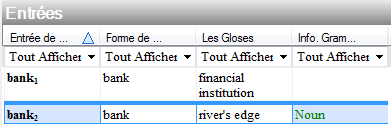 Entrées
Entrée de ... Forme de ... Les Gloses Info. Gram...
Tout Afficher Tout Afficher Tout Afficher Tout Afficher
bank₁ bank financial
institution
bank₂ bank river's edge Noun